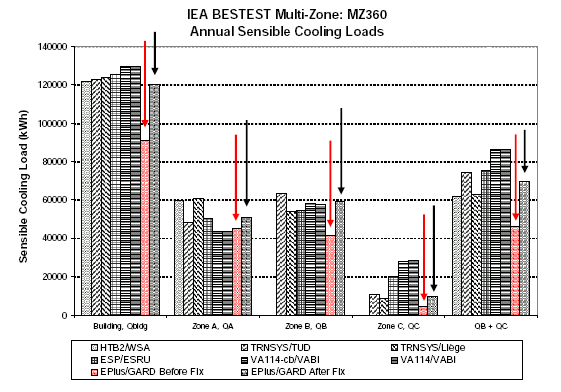 IEA BESTEST Multi-Zone: MZ360
Annual Sensible Cooling Loads
Sensible Cooling Load (kWh)
140000
120000
100000
80000
60000
40000
20000
0
Building, Qbldg Zone A, QA Zone B, QB Zone C, QC QB + QC
HTB2/WSA TRNSYS/TUD TRNSYS/Liège
ESP/ESRU VA114-cb/VABI VA114/VABI
EPlus/GARD Before Fix EPlus/GARD After Fix